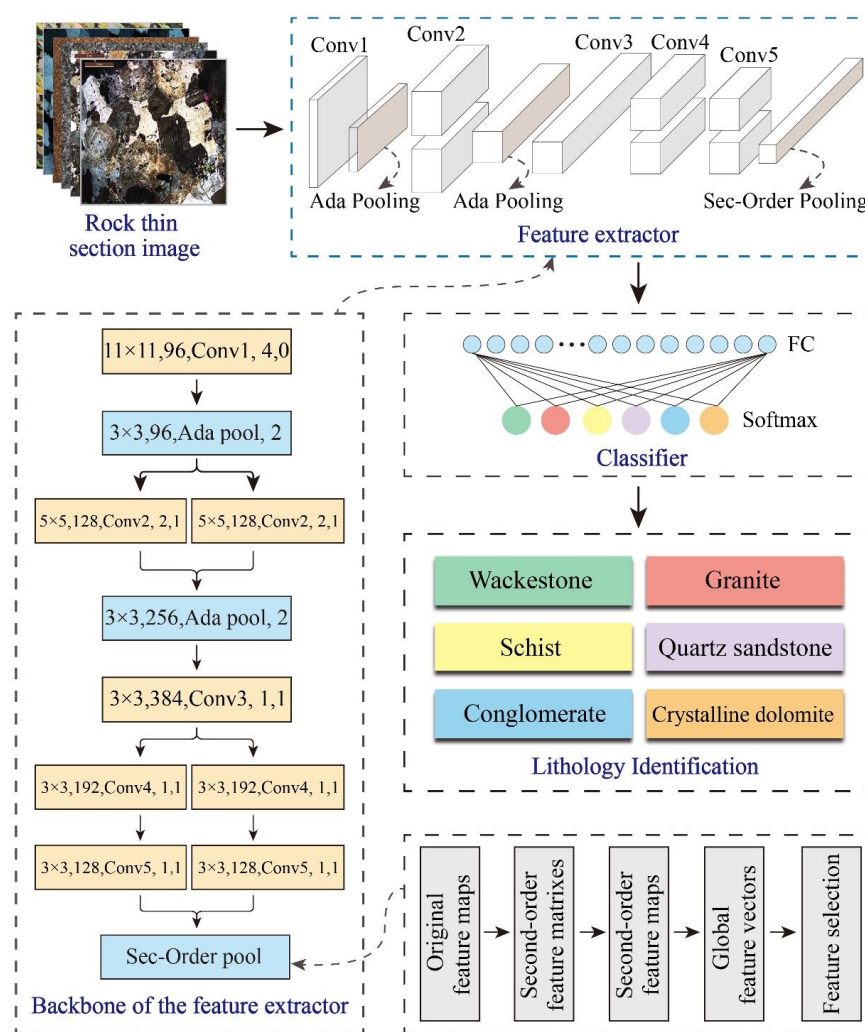 Conv1
Conv2
Conv3
Conv4
Conv5
Ada Pooling
Ada Pooling
Sec-Order Pooling
Feature extractor
Rock thin
section image
11×11,96,Conv1, 4,0
3×3,96,Ada pool, 2
5×5,128,Conv2, 2,1
5×5,128,Conv2, 2,1
3×3,256,Ada pool, 2
3×3,384,Conv3, 1,1
3×3,192,Conv4, 1,1
3×3,192,Conv4, 1,1
3×3,128,Conv5, 1,1
3×3,128,Conv5, 1,1
Sec-Order pool
Backbone of the feature extractor
FC
Softmax
Classifier
Wackestone
Granite
Schist
Quartz sandstone
Conglomerate
Crystalline dolomite
Lithology Identification
Original
feature maps
Second-order
feature matrixes
Second-order
feature maps
Global
feature vectors
Feature selection